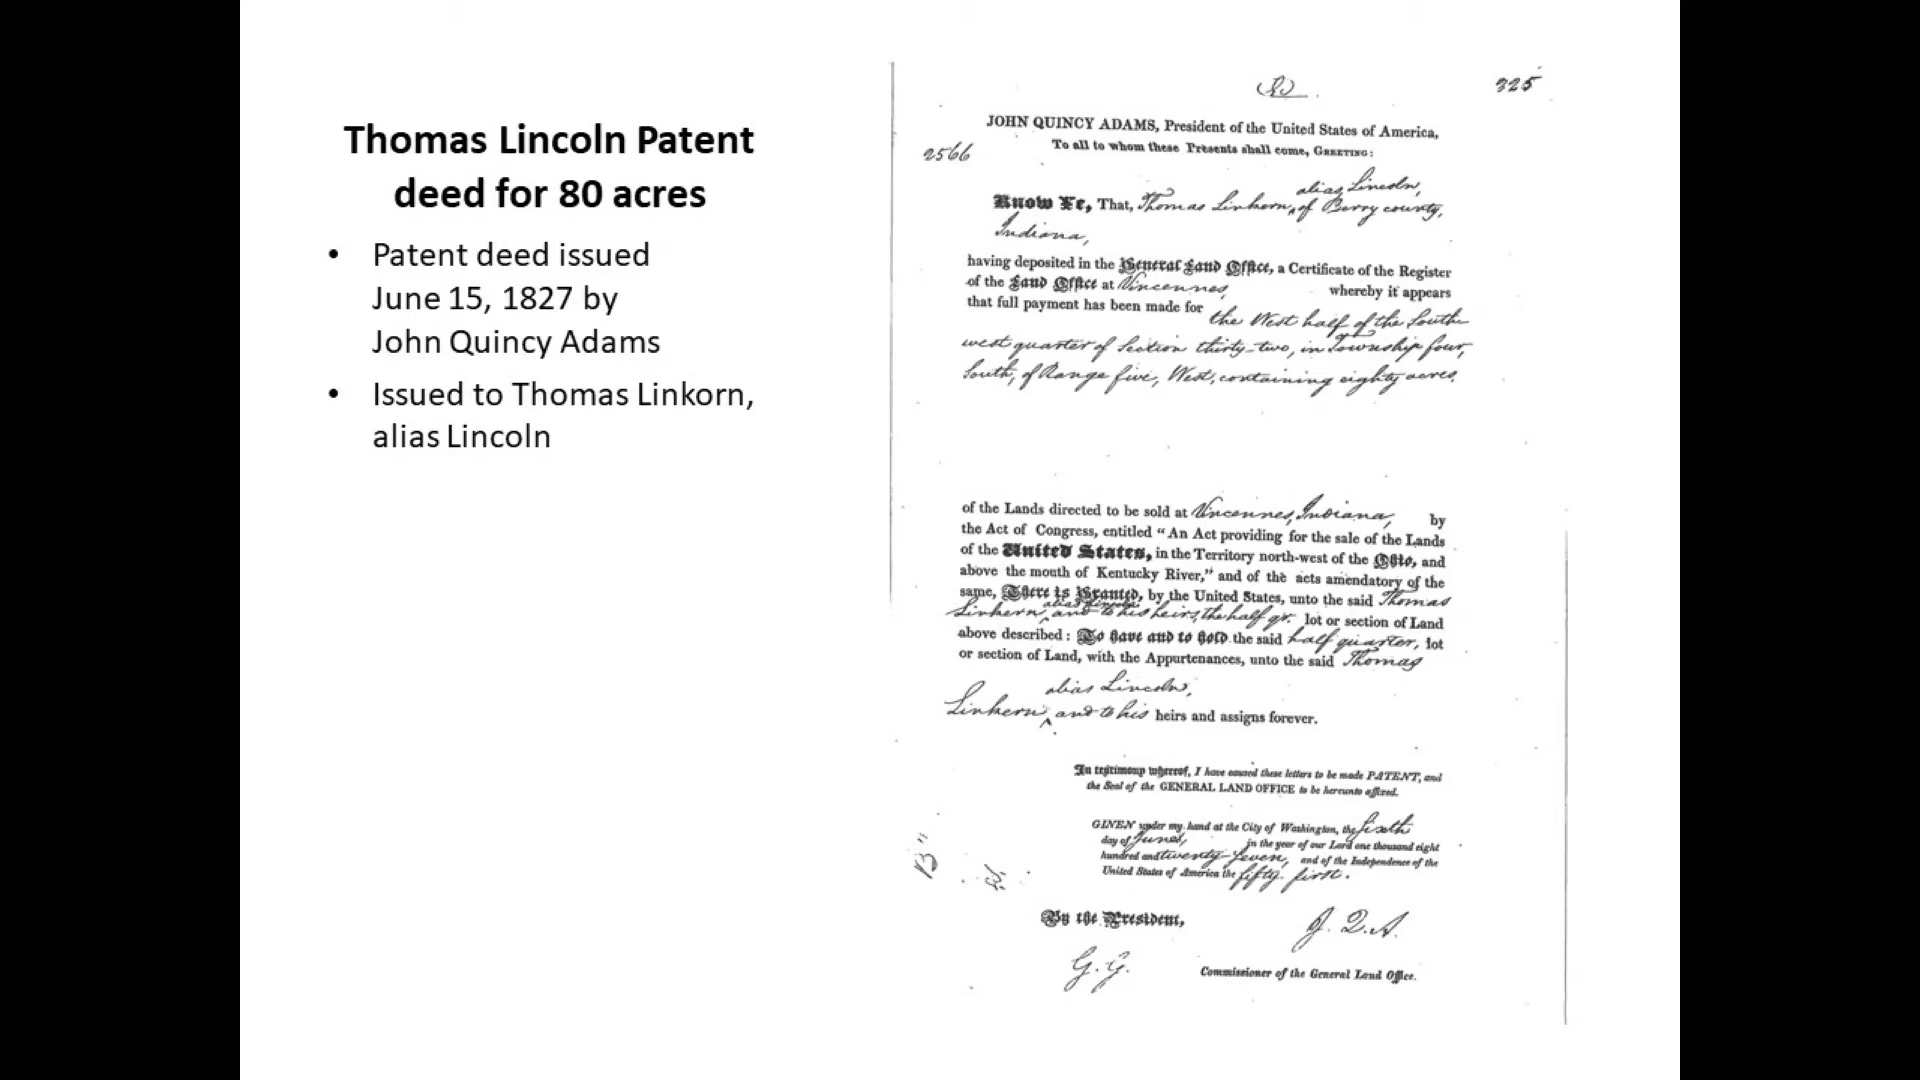 Thomas Lincoln Patent
deed for 80 acres
• Patent deed issued
June 15, 1827 by
John Quincy Adams
• Issued to Thomas Linkorn,
alias Lincoln
325
JOHN QUINCY ADAMS, President of the United States of America,
2566
To all to whom these Presents shall come, GREETING:
alias Lincoln,
Know Ye, That, Thomas Linkern, of Berry county,
Indiana,
having deposited in the General Land Office, a Certificate of the Register
of the Land Office at Vincennes, whereby it appears
that full payment has been made for
the West half of the South
west quarter of Section thirty-two, in Township four,
South, of Range five, West, containing eighty acres
of the Lands directed to be sold at Vincennes, Indiana, by
the Act of Congress, entitled "An Act providing for the sale of the Lands
of the United States, in the Territory north-west of the Ohio, and
above the mouth of Kentucky River," and of the acts amendatory of the
same, There is Granted, by the United States, unto the said Thomas
alias Lincoln
Linkern and to his heirs, the half qr. lot or section of Land
above described: To have and to hold the said half quarter, lot
or section of Land, with the Appurtenances, unto the said Thomas
alias Lincoln,
Linkern, and to his heirs and assigns forever.
In testimony whereof, I have caused these letters to be made PATENT, and
the Seal of the GENERAL LAND OFFICE to be hereunto affixed.
GIVEN under my hand at the City of Washington, the sixth
day of June, in the year of our Lord one thousand eight
hundred and twenty-seven, and of the Independence of the
United States of America the fifty first.
"B"
By the President,
J. Q. A.
G. G.
Commissioner of the General Land Office.